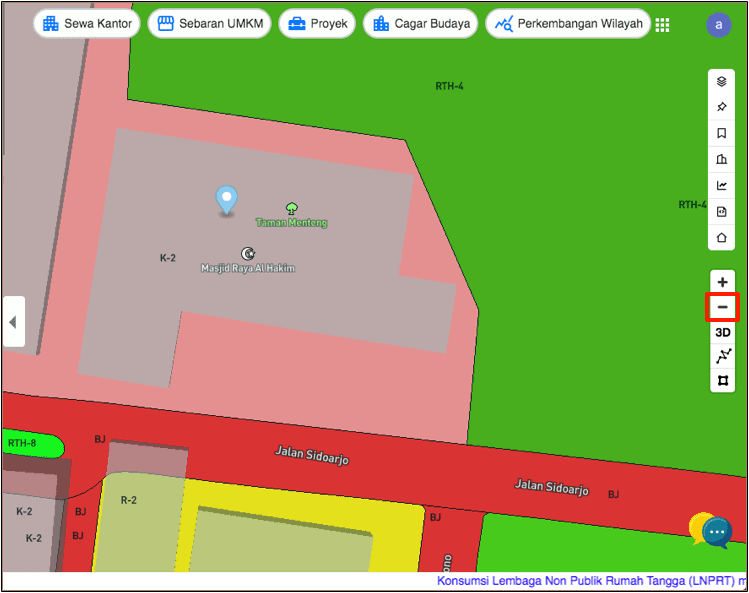 Sewa Kantor
Sebaran UMKM
Proyek
Cagar Budaya
Perkembangan Wilayah
a
RTH-4
RTH-4
Taman Menteng
K-2
Masjid Raya Al Hakim
+
−
3D
RTH-8
BJ
Jalan Sidoarjo
Jalan Sidoarjo
BJ
R-2
K-2
BJ
BJ
K-2
BJ
ono
Konsumsi Lembaga Non Publik Rumah Tangga (LNPRT) m